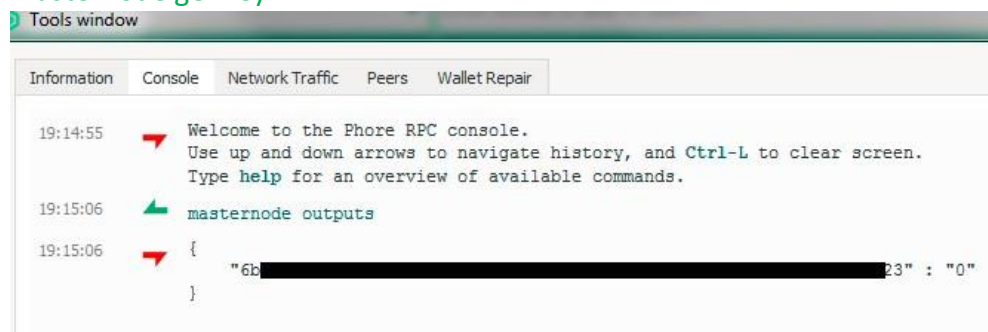 Tools window
Information Console Network Traffic Peers Wallet Repair
19:14:55 Welcome to the Phore RPC console.
Use up and down arrows to navigate history, and Ctrl-L to clear screen.
Type help for an overview of available commands.
19:15:06 masternode outputs
19:15:06 {
"6b 23" : "0"
}